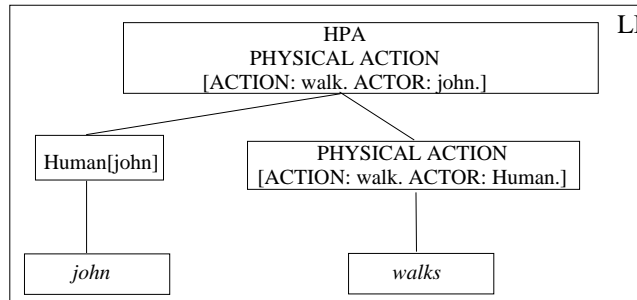 HPA
PHYSICAL ACTION
[ACTION: walk. ACTOR: john.]
Human[john]
PHYSICAL ACTION
[ACTION: walk. ACTOR: Human.]
john
walks